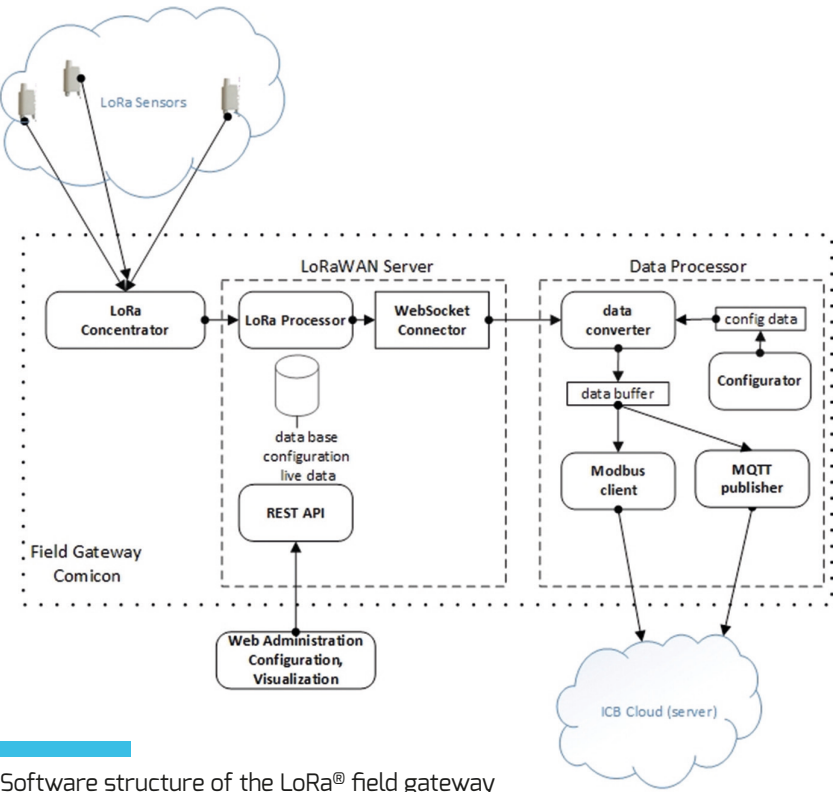 LoRa Sensors
LoRaWAN Server
Data Processor
LoRa
Concentrator
LoRa Processor
WebSocket
Connector
data
converter
config data
Configurator
data buffer
data base
configuration
live data
Modbus
client
MQTT
publisher
REST API
Field Gateway
Comicon
Web Administration
Configuration,
Visualization
ICB Cloud (server)
Software structure of the LoRa® field gateway